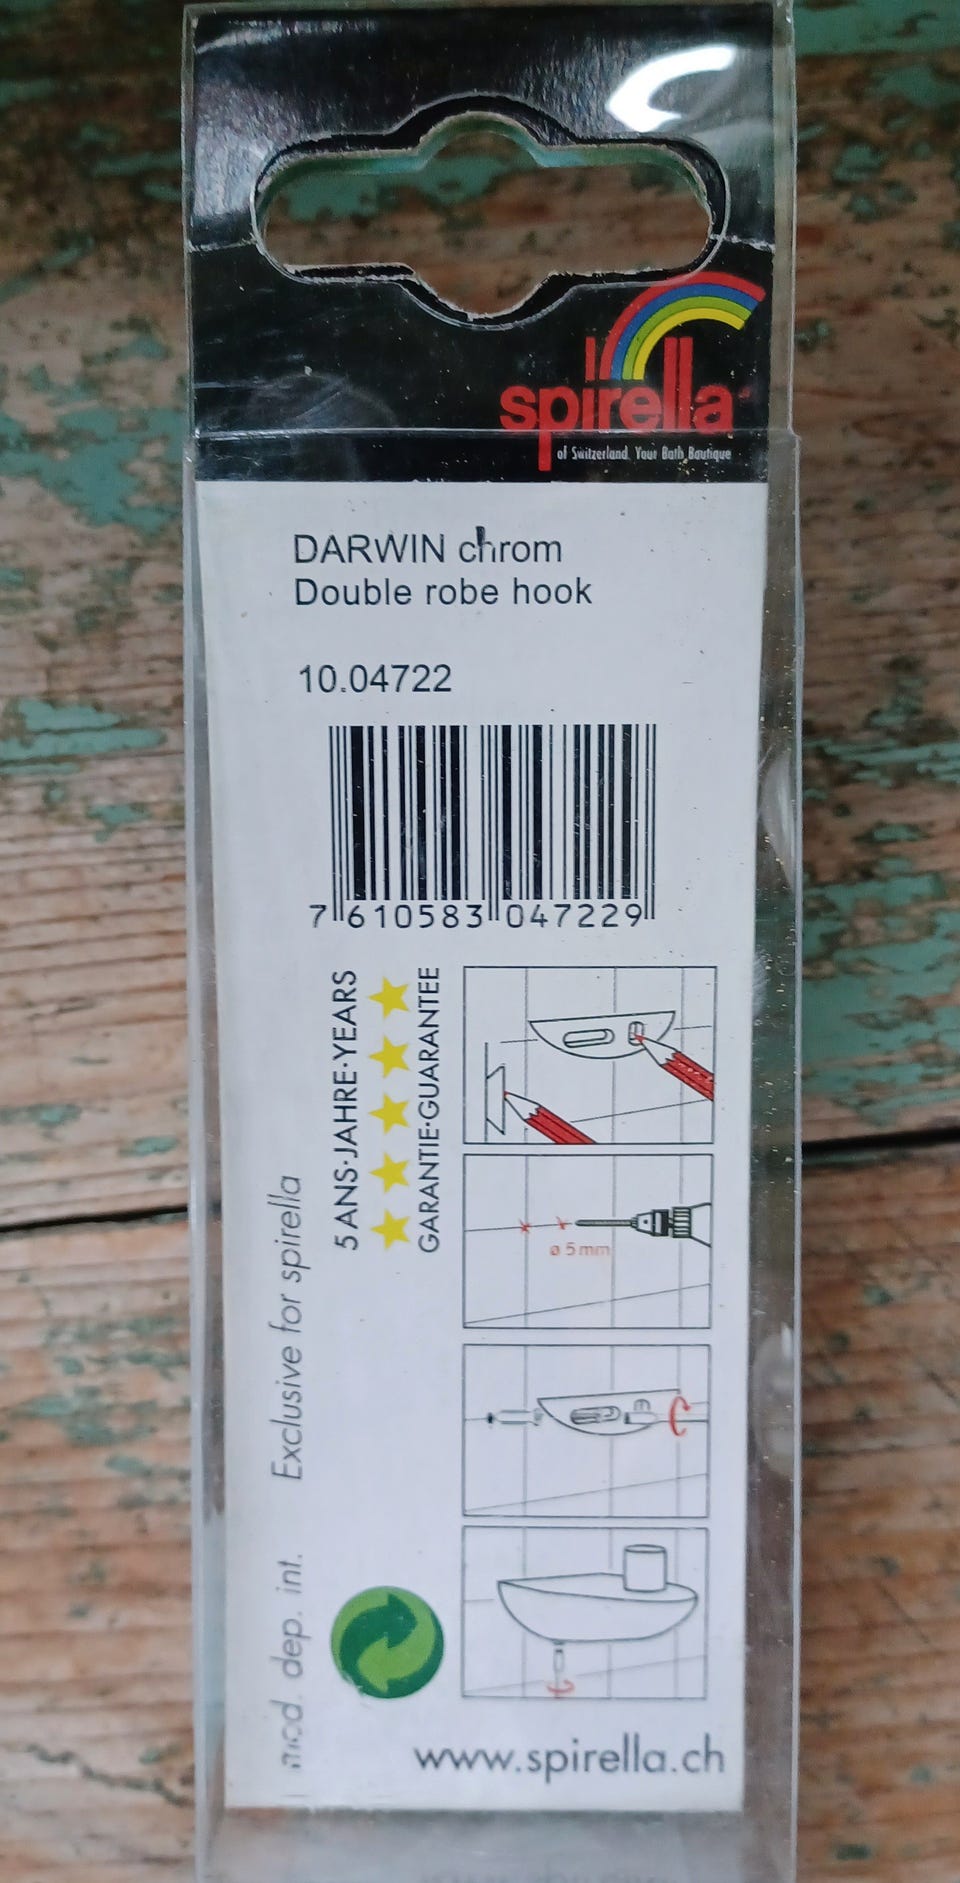 spirella
of Switzerland. Your Bath Boutique
DARWIN chrom
Double robe hook
10.04722
7 610583 047229
5 ANS·JAHRE·YEARS
GARANTIE·GUARANTEE
ø 5 mm
mod. dep. int. Exclusive for spirella
www.spirella.ch